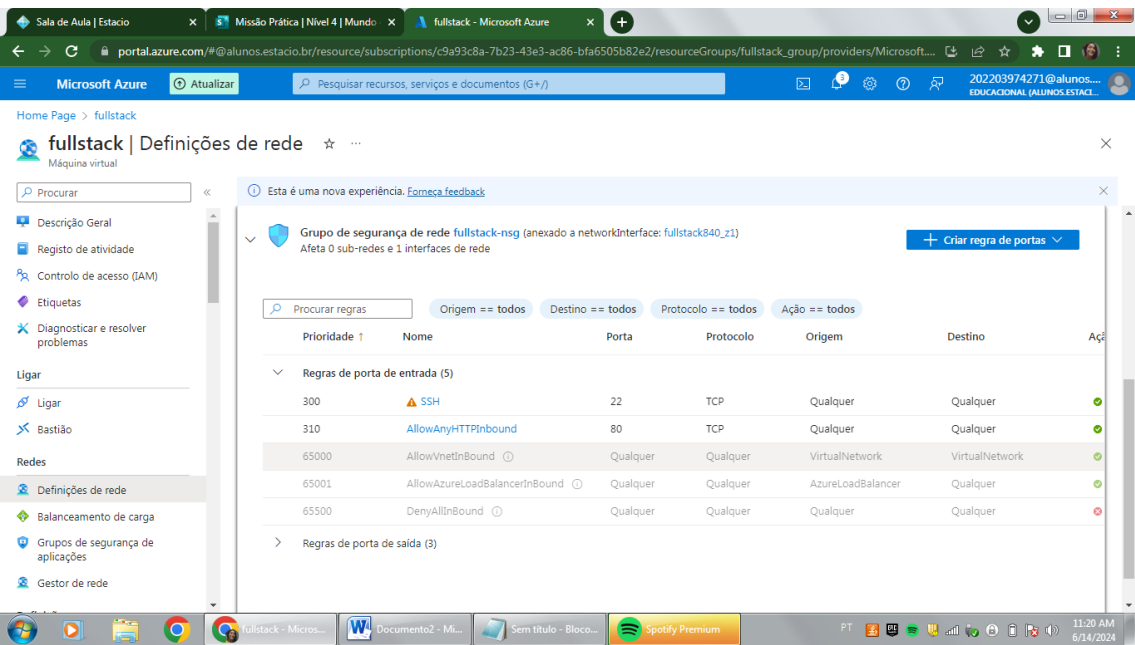 Sala de Aula | Estacio
Missão Prática | Nível 4 | Mundo
fullstack - Microsoft Azure
portal.azure.com/#@alunos.estacio.br/resource/subscriptions/c9a93c8a-7b23-43e3-ac86-bfa6505b82e2/resourceGroups/fullstack_group/providers/Microsoft....
Microsoft Azure
Atualizar
Pesquisar recursos, serviços e documentos (G+/)
3
202203974271@alunos....
EDUCACIONAL (ALUNOS.ESTACI...
Home Page > fullstack
fullstack | Definições de rede
Máquina virtual
Procurar
Esta é uma nova experiência. Forneça feedback
Descrição Geral
Registo de atividade
Controlo de acesso (IAM)
Etiquetas
Diagnosticar e resolver
problemas
Ligar
Ligar
Bastião
Redes
Definições de rede
Balanceamento de carga
Grupos de segurança de
aplicações
Gestor de rede
Grupo de segurança de rede fullstack-nsg (anexado a networkInterface: fullstack840_z1)
Afeta 0 sub-redes e 1 interfaces de rede
Criar regra de portas
Procurar regras
Origem == todos
Destino == todos
Protocolo == todos
Ação == todos
Prioridade ↑ Nome Porta Protocolo Origem Destino Açã
Regras de porta de entrada (5)
300 SSH 22 TCP Qualquer Qualquer
310 AllowAnyHTTPInbound 80 TCP Qualquer Qualquer
65000 AllowVnetInBound Qualquer Qualquer VirtualNetwork VirtualNetwork
65001 AllowAzureLoadBalancerInBound Qualquer Qualquer AzureLoadBalancer Qualquer
65500 DenyAllInBound Qualquer Qualquer Qualquer Qualquer
Regras de porta de saída (3)
fullstack - Micros...
Documento2 - Mi...
Sem título - Bloco...
Spotify Premium
PT
11:20 AM
6/14/2024